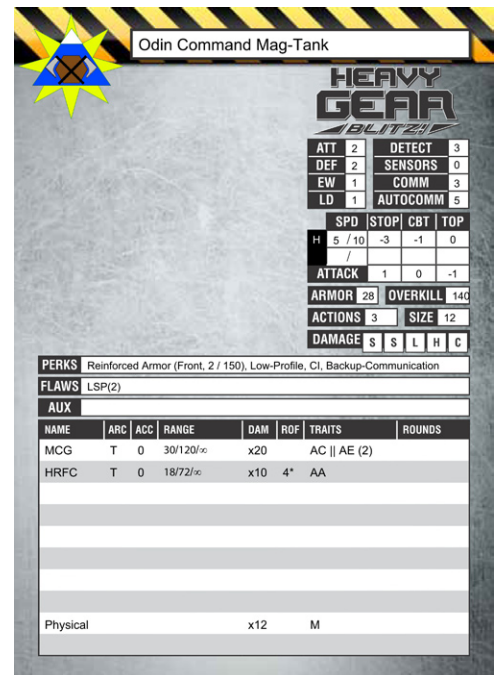 Odin Command Mag-Tank
HEAVY
GEAR
BLITZ!
ATT 2 DETECT 3
DEF 2 SENSORS 0
EW 1 COMM 3
LD 1 AUTOCOMM 5
SPD STOP CBT TOP
H 5 / 10 -3 -1 0
/
ATTACK 1 0 -1
ARMOR 28 OVERKILL 140
ACTIONS 3 SIZE 12
DAMAGE S S L H C
PERKS Reinforced Armor (Front, 2 / 150), Low-Profile, CI, Backup-Communication
FLAWS LSP(2)
AUX
NAME ARC ACC RANGE DAM ROF TRAITS ROUNDS
MCG T 0 30/120/∞ x20 AC || AE (2)
HRFC T 0 18/72/∞ x10 4* AA
Physical x12 M